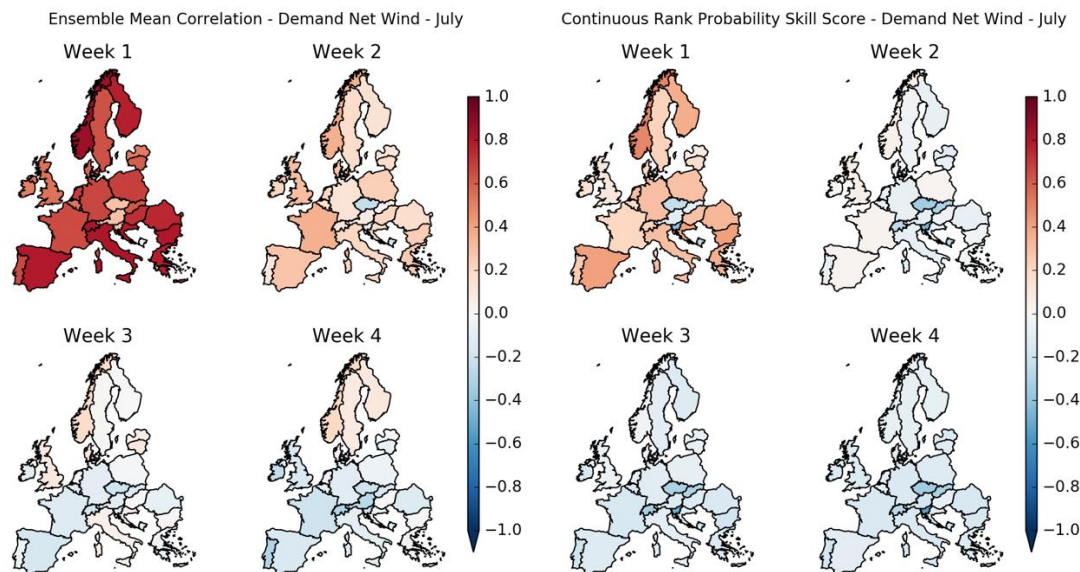 Ensemble Mean Correlation - Demand Net Wind - July
Week 1
Week 2
Week 3
Week 4
1.0
0.8
0.6
0.4
0.2
0.0
−0.2
−0.4
−0.6
−0.8
−1.0
Continuous Rank Probability Skill Score - Demand Net Wind - July
Week 1
Week 2
Week 3
Week 4
1.0
0.8
0.6
0.4
0.2
0.0
−0.2
−0.4
−0.6
−0.8
−1.0